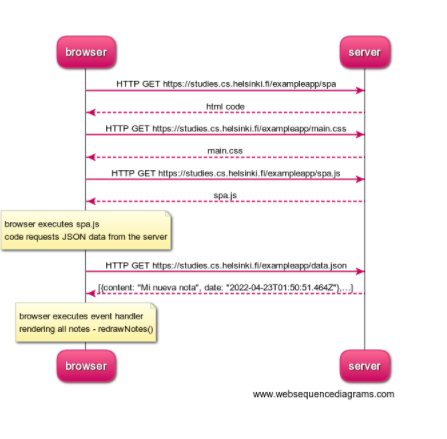 browser server
HTTP GET https://studies.cs.helsinki.fi/exampleapp/spa
html code
HTTP GET https://studies.cs.helsinki.fi/exampleapp/main.css
main.css
HTTP GET https://studies.cs.helsinki.fi/exampleapp/spa.js
spa.js
browser executes spa.js
code requests JSON data from the server
HTTP GET https://studies.cs.helsinki.fi/exampleapp/data.json
[{content: "Mi nueva nota", date: "2022-04-23T01:50:51.464Z"},...]
browser executes event handler
rendering all notes - redrawNotes()
browser server
www.websequencediagrams.com